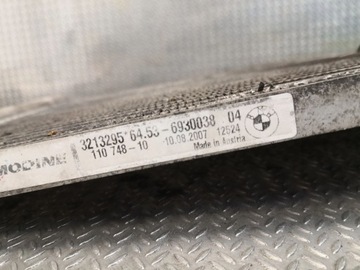 MODINE
3213295*64.53-6930038 04
110 748-10 10.08.2007 12524
Made in Austria